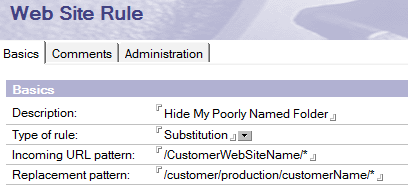 Web Site Rule
Basics Comments Administration
Basics
Description: Hide My Poorly Named Folder
Type of rule: Substitution
Incoming URL pattern: /CustomerWebSiteName/*
Replacement pattern: /customer/production/customerName/*